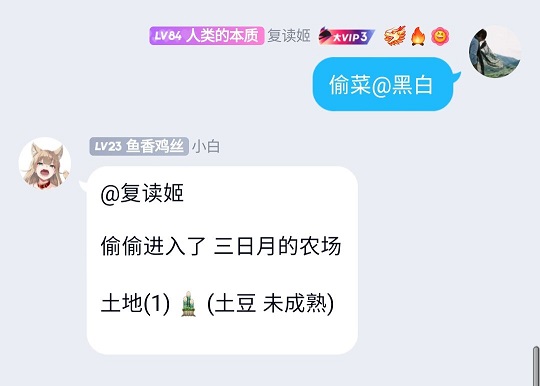 LV84 人类的本质 复读姬 大VIP3
偷菜@黑白
LV23 鱼香鸡丝 小白
@复读姬
偷偷进入了 三日月的农场
土地(1) 🎍 (土豆 未成熟)